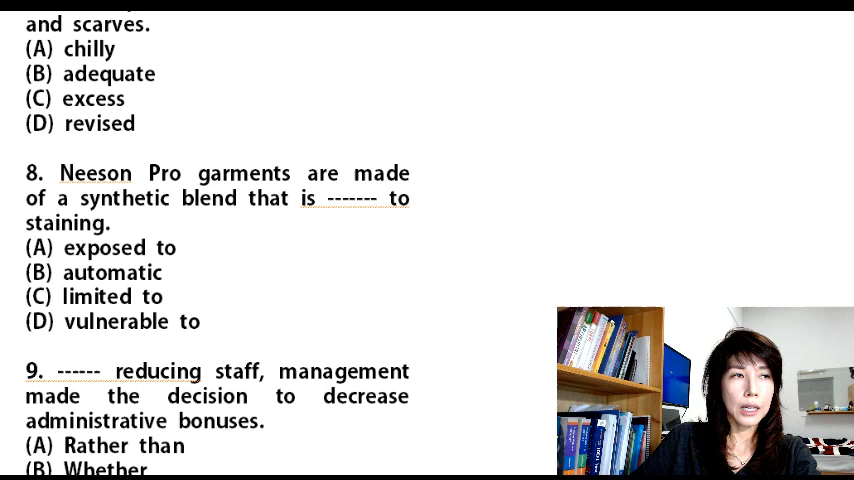 and scarves.
(A) chilly
(B) adequate
(C) excess
(D) revised
8. Neeson Pro garments are made
of a synthetic blend that is ------- to
staining.
(A) exposed to
(B) automatic
(C) limited to
(D) vulnerable to
9. ------ reducing staff, management
made the decision to decrease
administrative bonuses.
(A) Rather than
(B) Whether